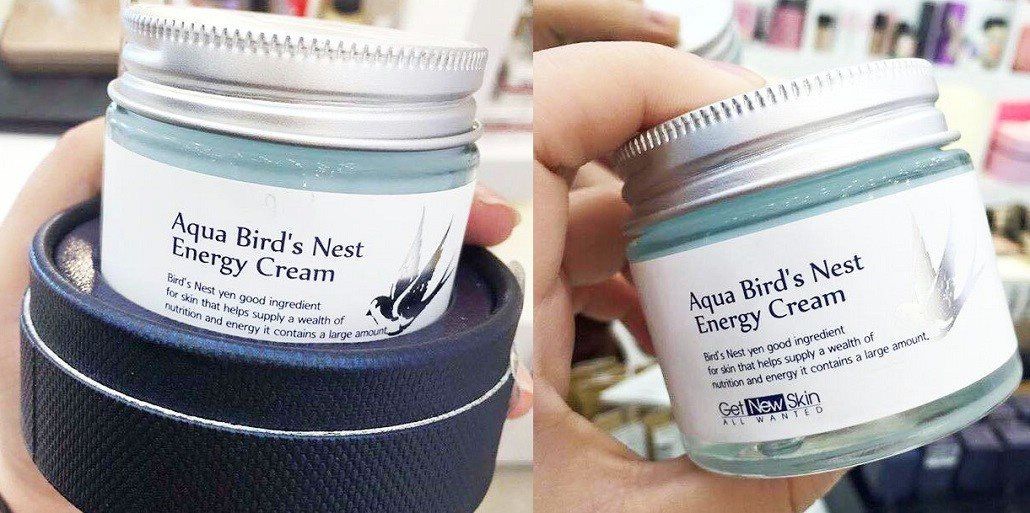 Aqua Bird's Nest
Energy Cream
Bird's Nest yen good ingredient
for skin that helps supply a wealth of
nutrition and energy it contains a large amount,
Aqua Bird's Nest
Energy Cream
Bird's Nest yen good ingredient
for skin that helps supply a wealth of
nutrition and energy it contains a large amount.
Get New Skin
ALL WANTED